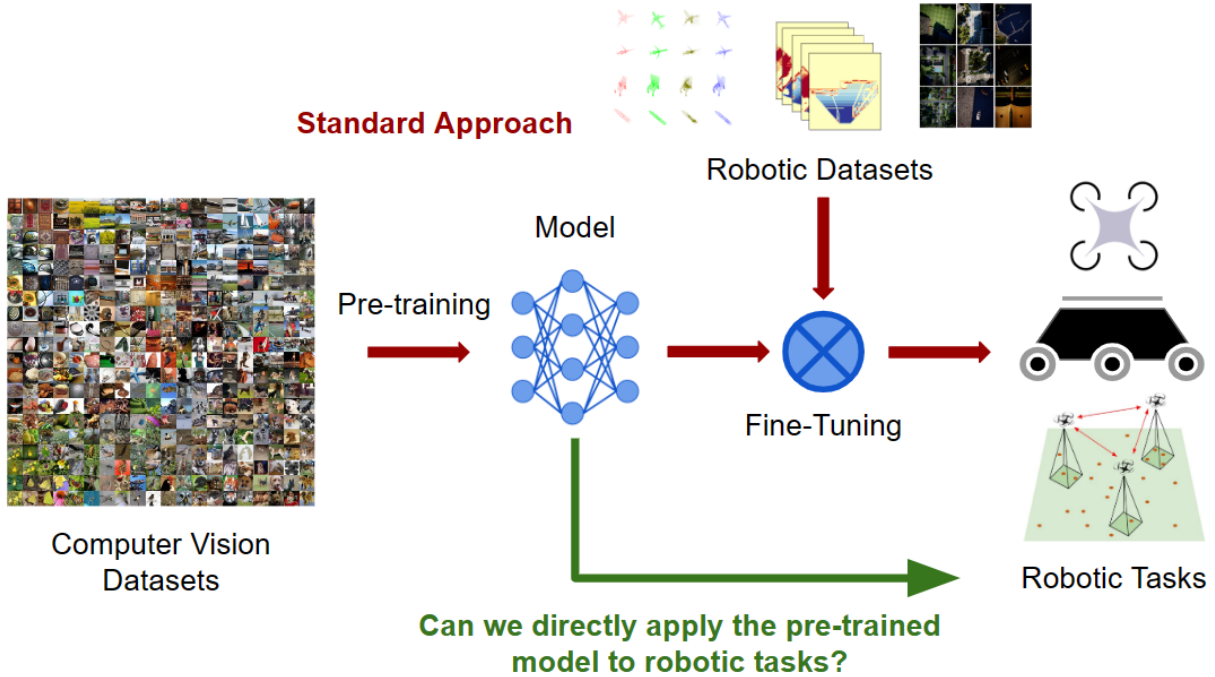 Standard Approach
Robotic Datasets
Model
Pre-training
Fine-Tuning
Computer Vision
Datasets
Robotic Tasks
Can we directly apply the pre-trained
model to robotic tasks?